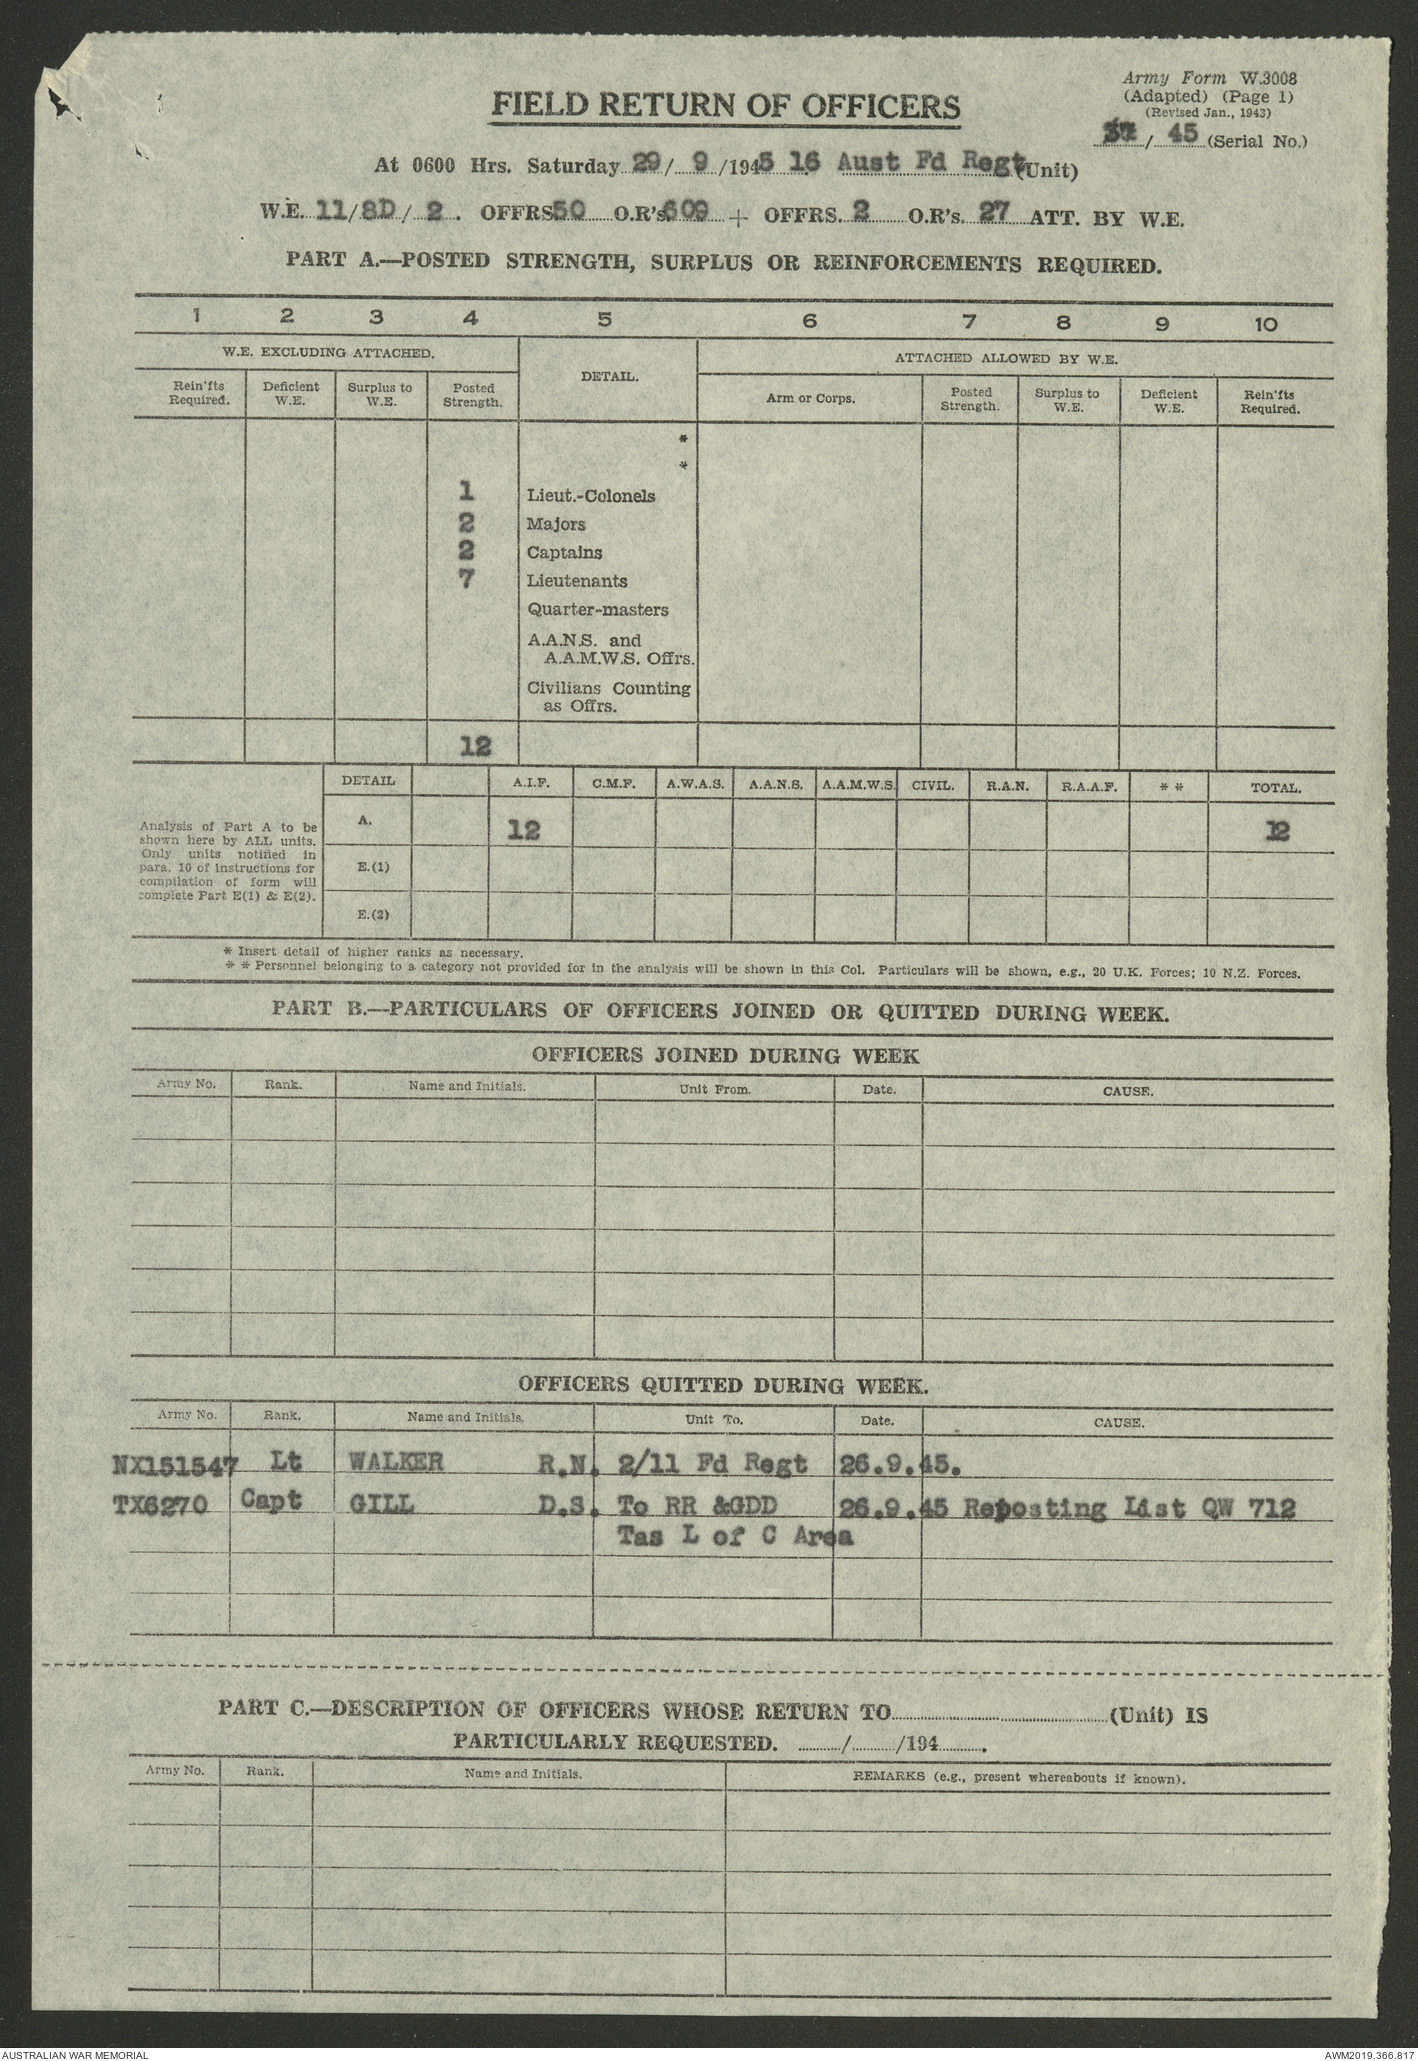 Army Form W.3008
(Adapted) (Page 1)
(Revised Jan., 1943)
/ 45 (Serial No.)
FIELD RETURN OF OFFICERS
At 0600 Hrs. Saturday 29/ 9 /1945 16 Aust Fd Regt (Unit)
W.E. 11/8D/ 2 . OFFRS 50 O.R's. 609 + OFFRS. 2 O.R's. 27 ATT. BY W.E.
PART A.—POSTED STRENGTH, SURPLUS OR REINFORCEMENTS REQUIRED.
1 2 3 4 5 6 7 8 9 10
W.E. EXCLUDING ATTACHED. DETAIL. ATTACHED ALLOWED BY W.E.
Rein'fts Required. Deficient W.E. Surplus to W.E. Posted Strength. Arm or Corps. Posted Strength. Surplus to W.E. Deficient W.E. Rein'fts Required.
*
*
1 Lieut.-Colonels
2 Majors
2 Captains
7 Lieutenants
Quarter-masters
A.A.N.S. and
A.A.M.W.S. Offrs.
Civilians Counting
as Offrs.
12
DETAIL A.I.F. C.M.F. A.W.A.S. A.A.N.S. A.A.M.W.S. CIVIL. R.A.N. R.A.A.F. * * TOTAL.
Analysis of Part A to be
shown here by ALL units.
Only units notified in
para. 10 of instructions for
compilation of form will
complete Part E(1) & E(2).
A. 12 12
E.(1)
E.(2)
* Insert detail of higher ranks as necessary.
* * Personnel belonging to a category not provided for in the analysis will be shown in this Col. Particulars will be shown, e.g., 20 U.K. Forces; 10 N.Z. Forces.
PART B.—PARTICULARS OF OFFICERS JOINED OR QUITTED DURING WEEK.
OFFICERS JOINED DURING WEEK
Army No. Rank. Name and Initials. Unit From. Date. CAUSE.
OFFICERS QUITTED DURING WEEK.
Army No. Rank. Name and Initials. Unit To. Date. CAUSE.
NX151547 Lt WALKER R.N. 2/11 Fd Regt 26.9.45.
TX6270 Capt GILL D.S. To RR &GDD 26.9.45 Reposting List QW 712
Tas L of C Area
PART C.—DESCRIPTION OF OFFICERS WHOSE RETURN TO (Unit) IS
PARTICULARLY REQUESTED. / /194 .
Army No. Rank. Name and Initials. REMARKS (e.g., present whereabouts if known).
AUSTRALIAN WAR MEMORIAL AWM2019.366.817